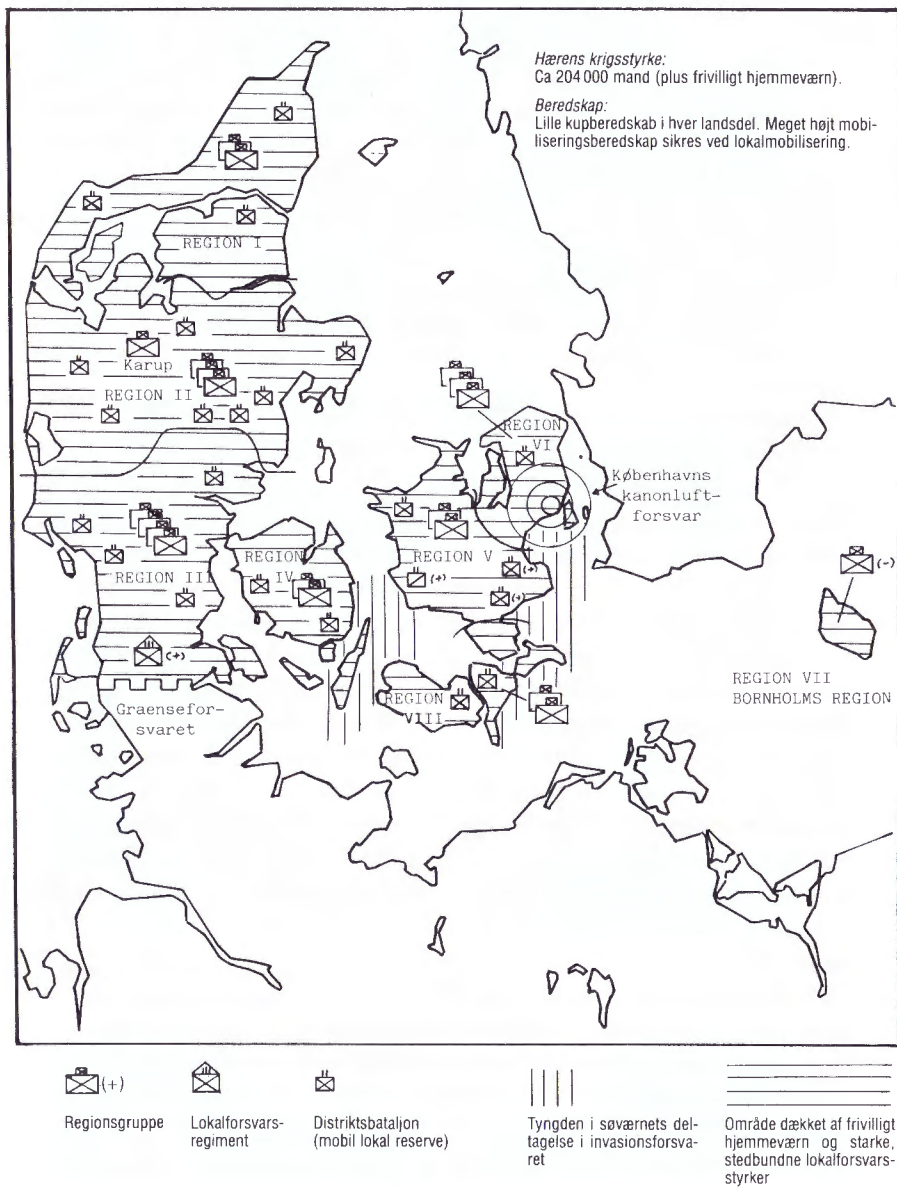 Hærens krigsstyrke:
Ca 204 000 mand (plus frivilligt hjemmeværn).
Beredskap:
Lille kupberedskab i hver landsdel. Meget højt mobi-
liseringsberedskap sikres ved lokalmobilisering.
REGION I
Karup
REGION II
REGION
VI
Københavns
kanonluft-
forsvar
REGION III
REGION
IV
REGION V
(+)
(+)
(+)
(-)
(+)
REGION
VIII
REGION VII
BORNHOLMS REGION
Graensefor-
svaret
(+)
Regionsgruppe
Lokalforsvars-
regiment
Distriktsbataljon
(mobil lokal reserve)
Tyngden i søværnets del-
tagelse i invasionsforsva-
ret
Område dækket af frivilligt
hjemmeværn og starke,
stedbundne lokalforsvars-
styrker